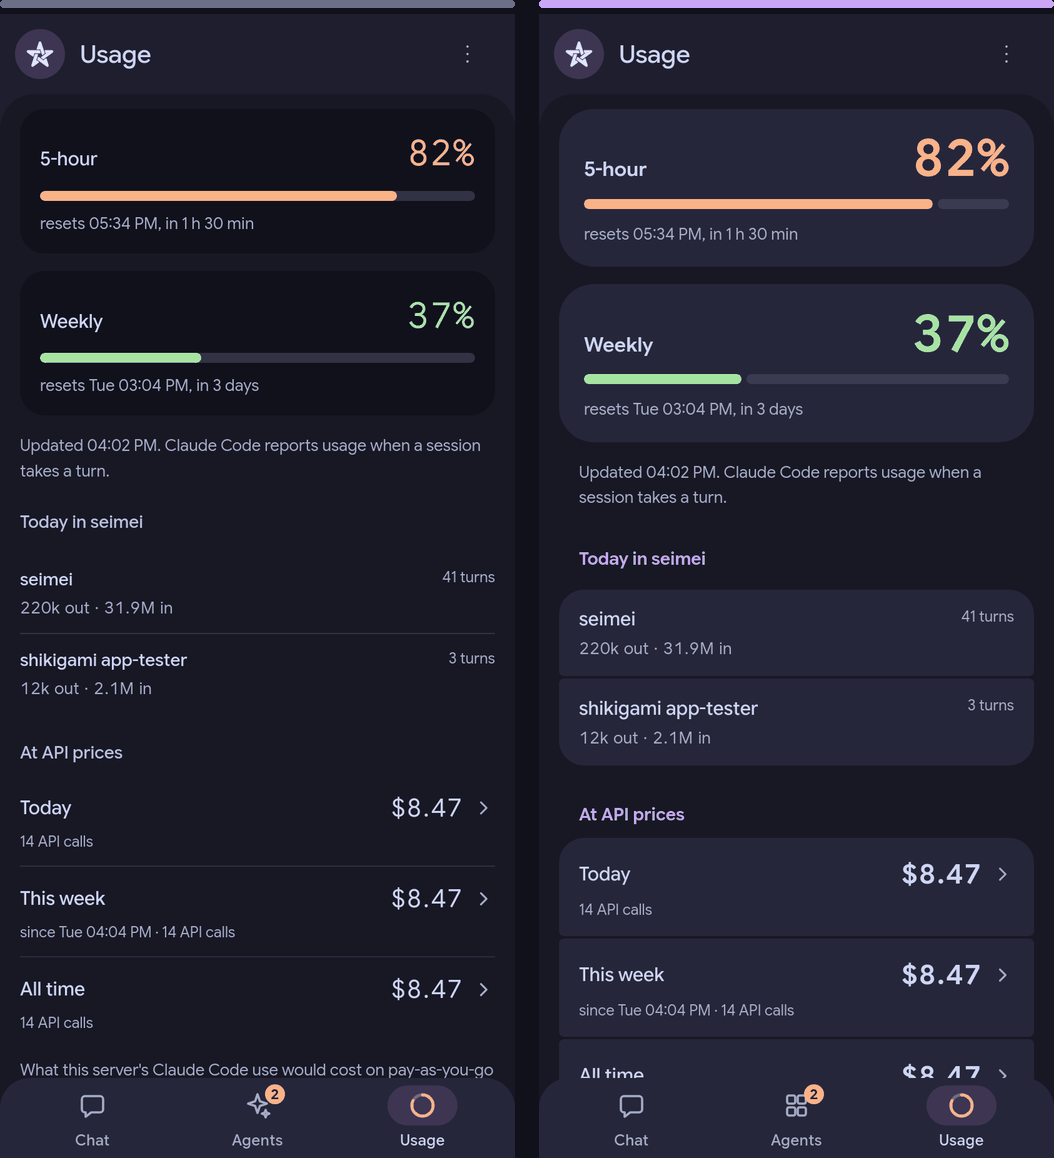 Usage
5-hour
82%
resets 05:34 PM, in 1 h 30 min
Weekly
37%
resets Tue 03:04 PM, in 3 days
Updated 04:02 PM. Claude Code reports usage when a session
takes a turn.
Today in seimei
seimei
41 turns
220k out · 31.9M in
shikigami app-tester
3 turns
12k out · 2.1M in
At API prices
Today
$8.47
14 API calls
This week
$8.47
since Tue 04:04 PM · 14 API calls
All time
$8.47
14 API calls
What this server's Claude Code use would cost on pay-as-you-go
2
Chat
Agents
Usage
Usage
5-hour
82%
resets 05:34 PM, in 1 h 30 min
Weekly
37%
resets Tue 03:04 PM, in 3 days
Updated 04:02 PM. Claude Code reports usage when a
session takes a turn.
Today in seimei
seimei
41 turns
220k out · 31.9M in
shikigami app-tester
3 turns
12k out · 2.1M in
At API prices
Today
$8.47
14 API calls
This week
$8.47
since Tue 04:04 PM · 14 API calls
All time
$8.47
2
Chat
Agents
Usage